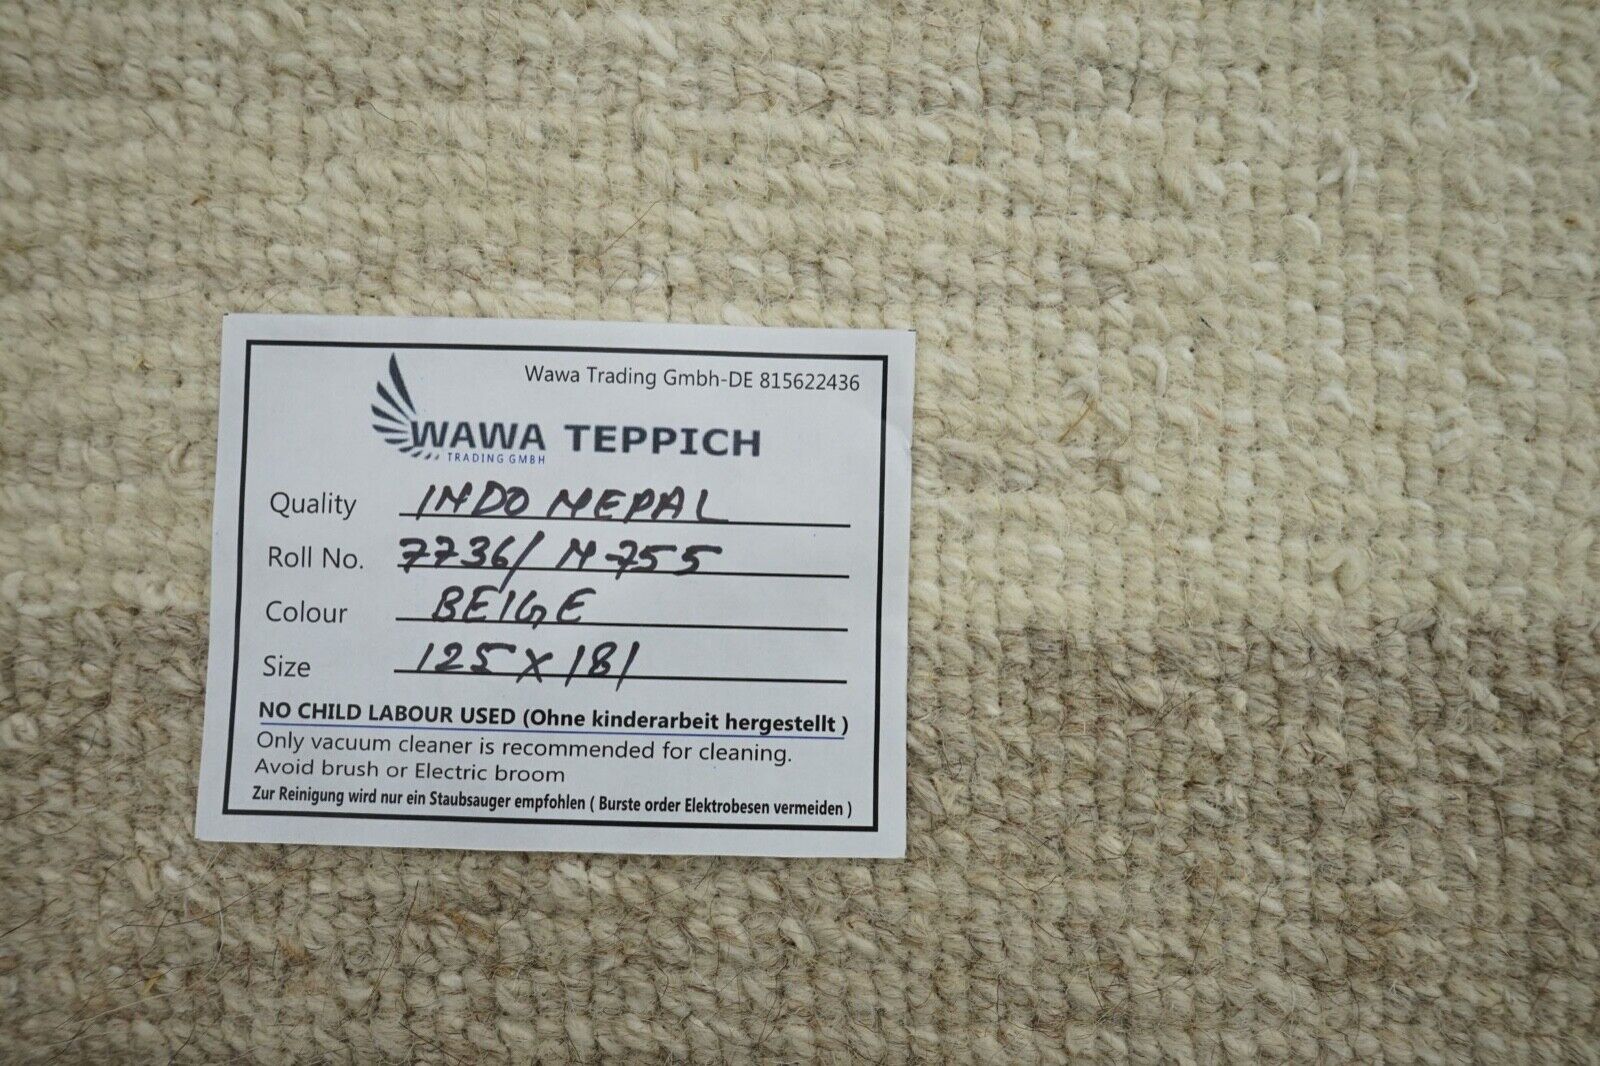 Wawa Trading Gmbh-DE 815622436
WAWA TEPPICH
TRADING GMBH
Quality INDO NEPAL
Roll No. 7736/N-755
Colour BEIGE
Size 125 X 181
NO CHILD LABOUR USED (Ohne kinderarbeit hergestellt )
Only vacuum cleaner is recommended for cleaning.
Avoid brush or Electric broom
Zur Reinigung wird nur ein Staubsauger empfohlen ( Burste order Elektrobesen vermeiden )